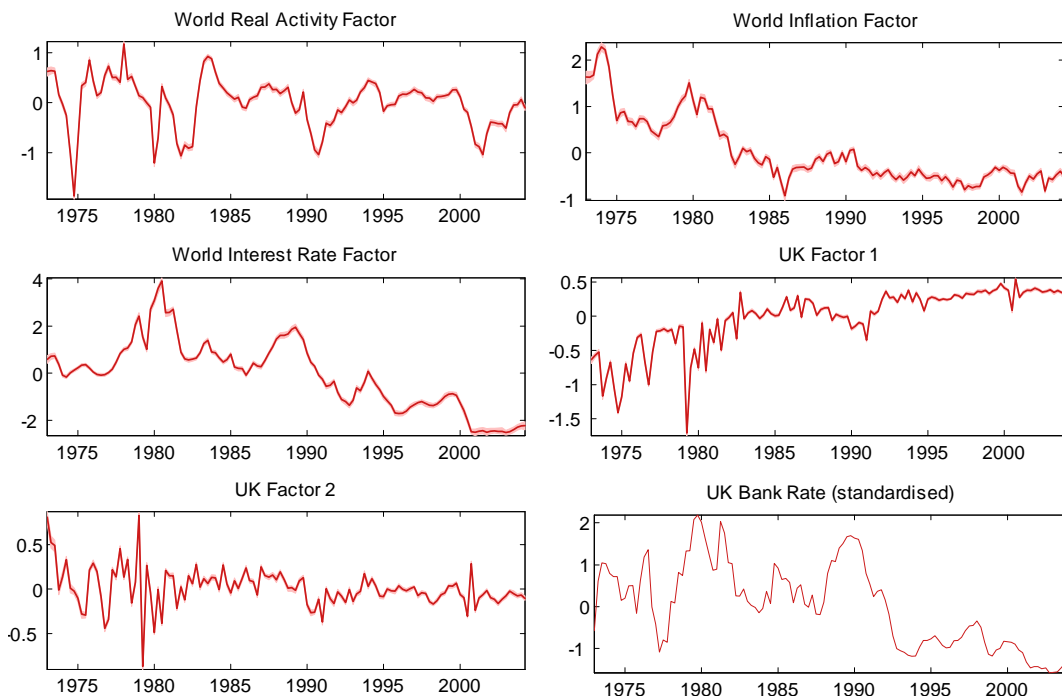 World Real Activity Factor
1
0
-1
1975 1980 1985 1990 1995 2000
World Inflation Factor
2
1
0
-1
1975 1980 1985 1990 1995 2000
World Interest Rate Factor
4
2
0
-2
1975 1980 1985 1990 1995 2000
UK Factor 1
0.5
0
-0.5
-1
-1.5
1975 1980 1985 1990 1995 2000
UK Factor 2
0.5
0
-0.5
1975 1980 1985 1990 1995 2000
UK Bank Rate (standardised)
2
1
0
-1
1975 1980 1985 1990 1995 2000